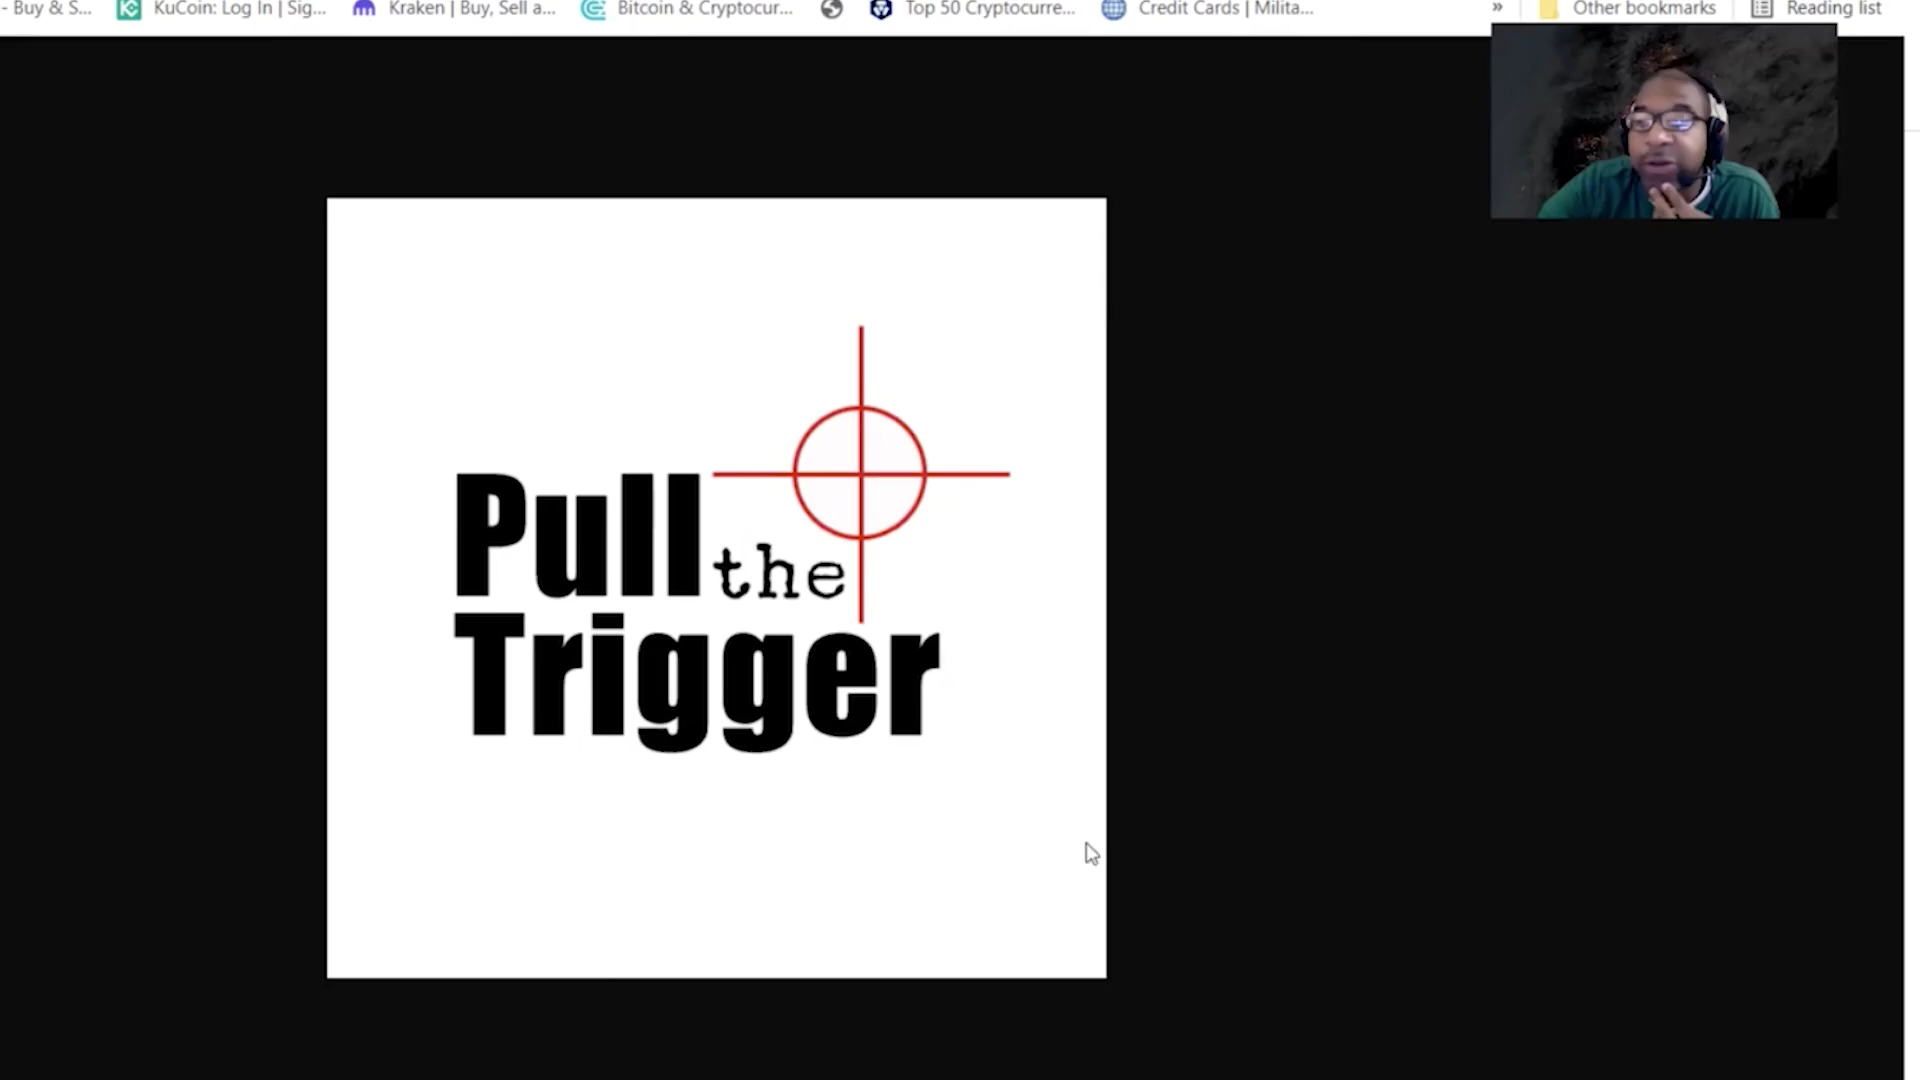 - Buy & S... KuCoin: Log In | Sig... Kraken | Buy, Sell a... Bitcoin & Cryptocur... Top 50 Cryptocurre... Credit Cards | Milita... » Other bookmarks Reading list
Pull the
Trigger